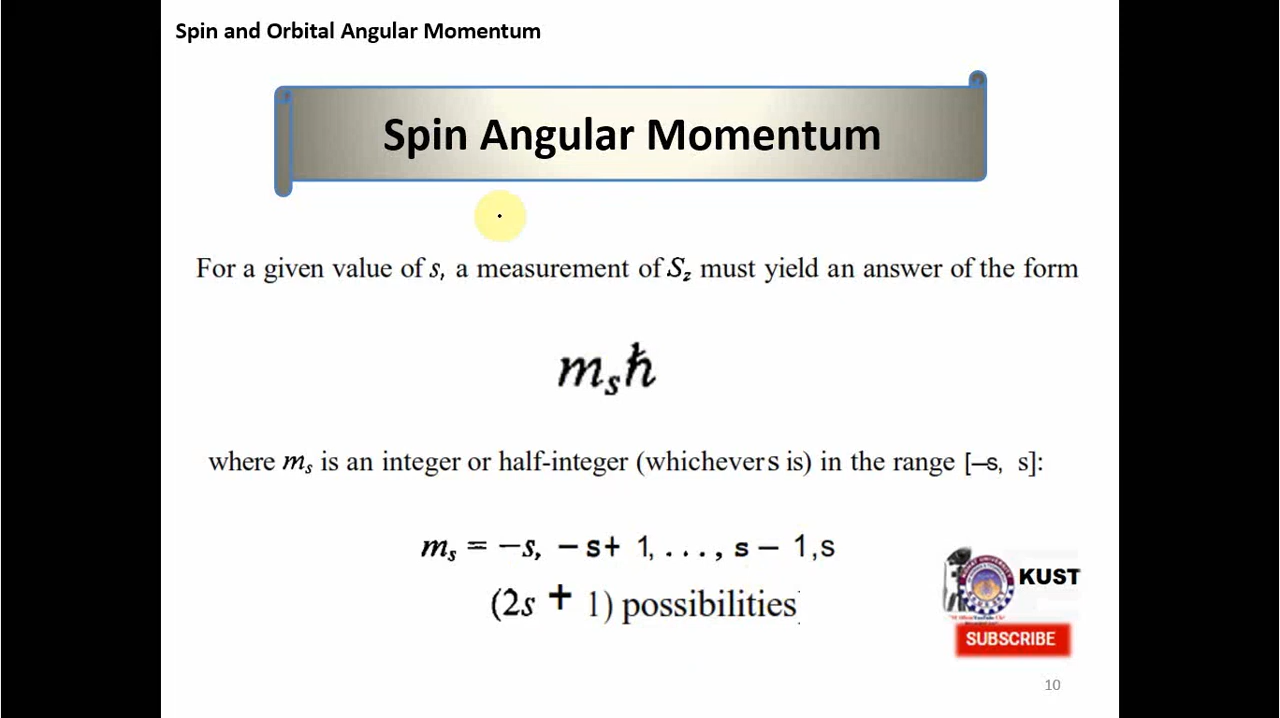 Spin and Orbital Angular Momentum
Spin Angular Momentum
For a given value of s, a measurement of Sz must yield an answer of the form
msħ
where ms is an integer or half-integer (whichever s is) in the range [–s, s]:
ms = −s, − s+ 1, . . . , s − 1,s
(2s + 1) possibilities
KUST
SUBSCRIBE
10